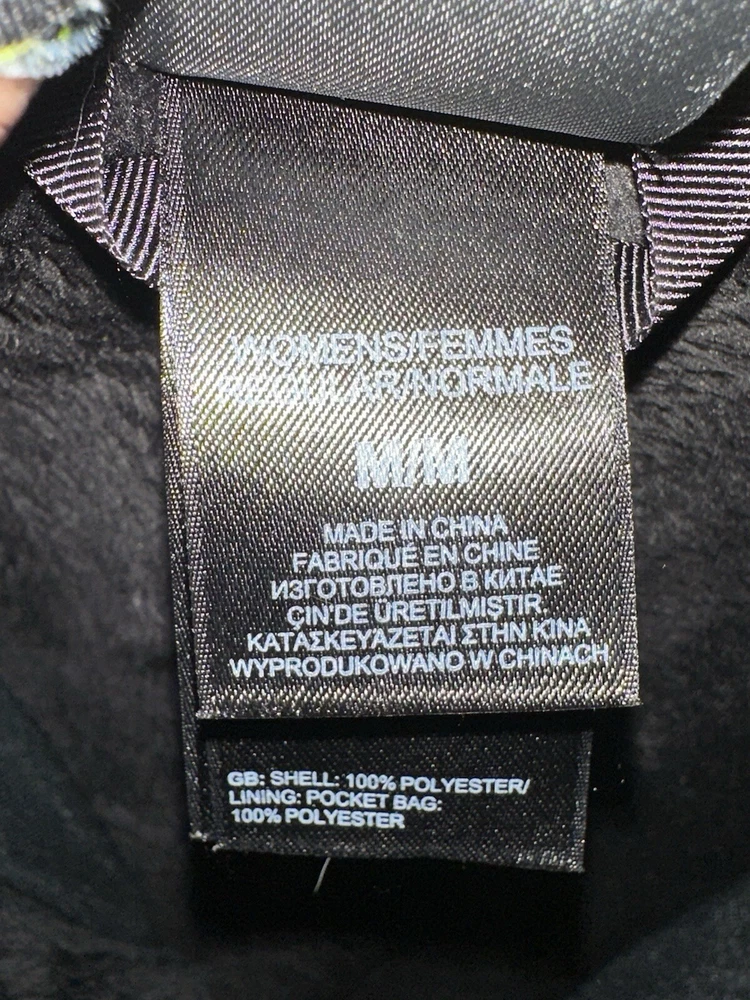 WOMENS/FEMMES
REGULAR/NORMALE
M/M
MADE IN CHINA
FABRIQUE EN CHINE
ИЗГОТОВЛЕНО В КИТАЕ
ÇIN'DE ÜRETILMISTIR
ΚΑΤΑΣΚΕΥΑΖΕΤΑΙ ΣΤΗΝ ΚΙΝΑ
WYPRODUKOWANO W CHINACH
GB: SHELL: 100% POLYESTER/
LINING: POCKET BAG:
100% POLYESTER